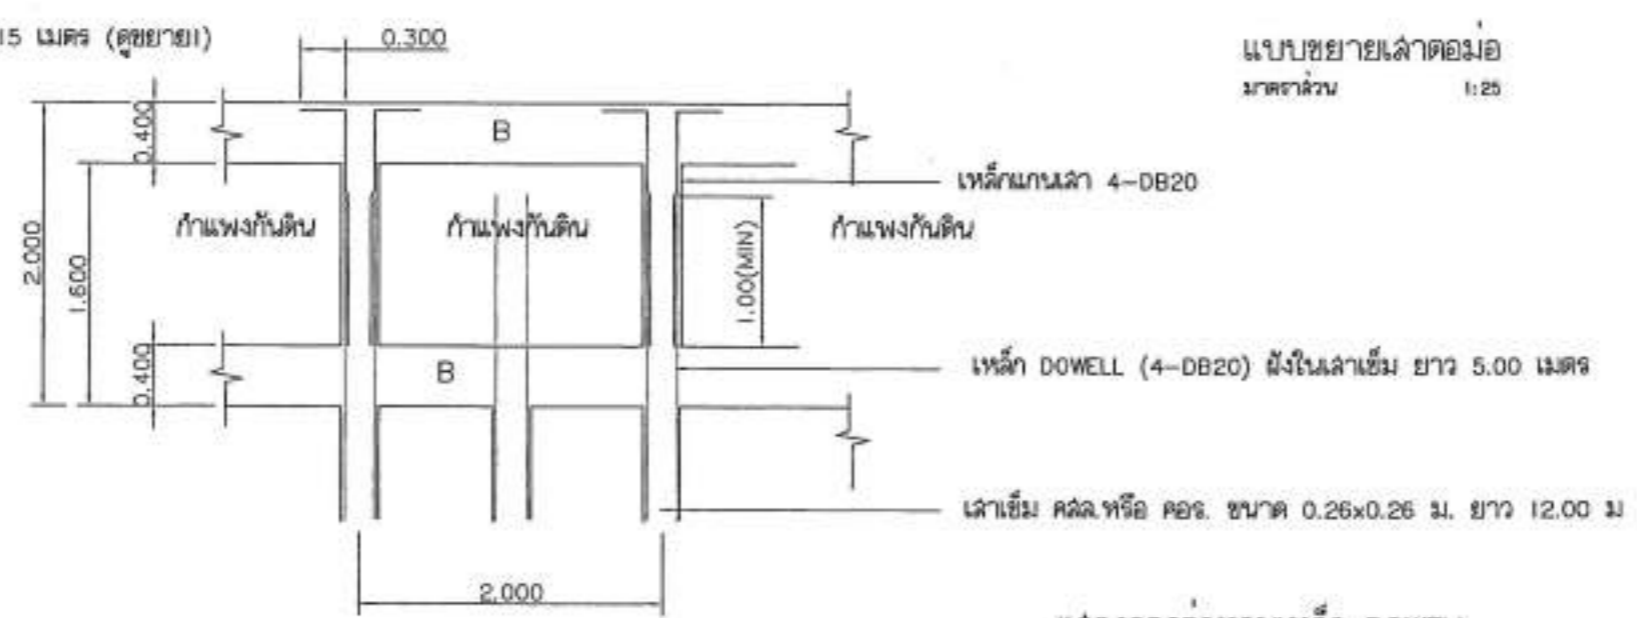 15 เมตร (ดูขยาย1)
0.300
แบบขยายเสาตอม่อ
มาตราส่วน 1:25
0.400
B
เหล็กแกนเสา 4-DB20
2.000
1.600
กำแพงกันดิน
กำแพงกันดิน
1.00(MIN)
กำแพงกันดิน
0.400
B
เหล็ก DOWELL (4-DB20) ฝังในเสาเข็ม ยาว 5.00 เมตร
เสาเข็ม คสล.หรือ คอร. ขนาด 0.26x0.26 ม. ยาว 12.00 ม
2.000